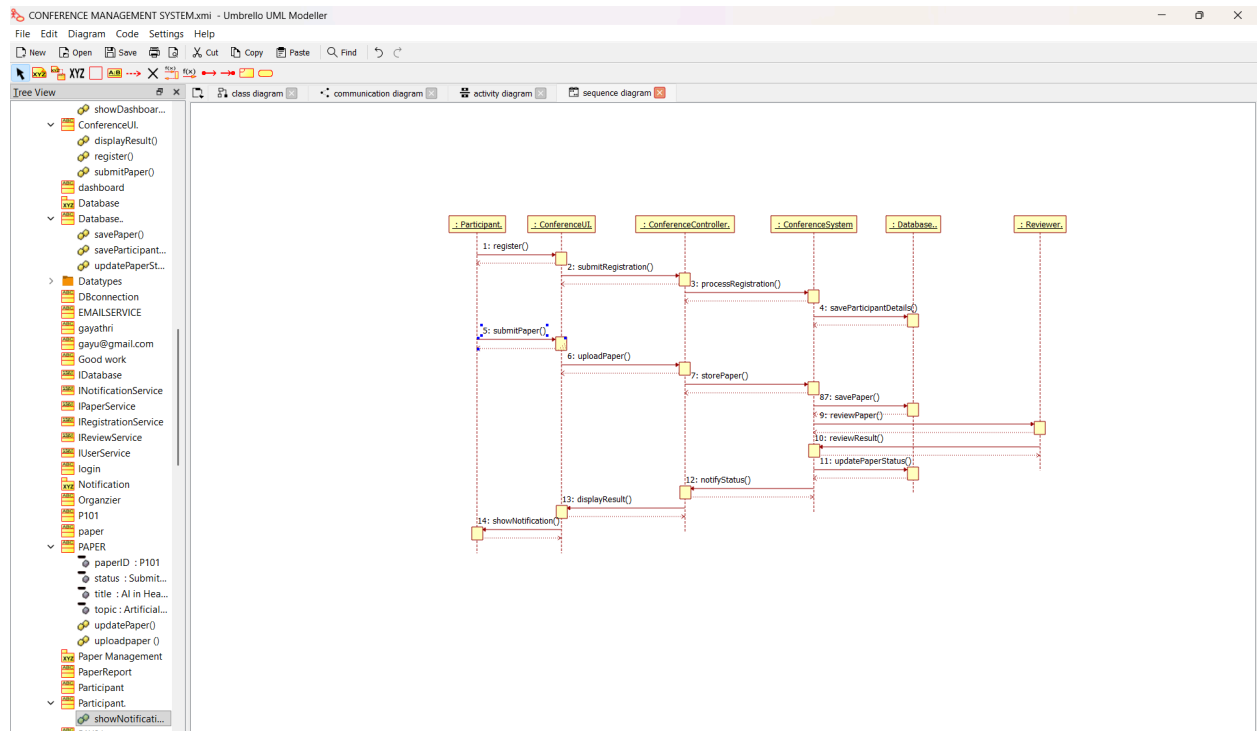 CONFERENCE MANAGEMENT SYSTEM.xmi - Umbrello UML Modeller
File Edit Diagram Code Settings Help
New Open Save Cut Copy Paste Find
XYZ
Tree View
class diagram communication diagram activity diagram sequence diagram
showDashboar...
ConferenceUI.
displayResult()
register()
submitPaper()
dashboard
Database
Database..
savePaper()
saveParticipant...
updatePaperSt...
Datatypes
DBconnection
EMAILSERVICE
gayathri
gayu@gmail.com
Good work
IDatabase
INotificationService
IPaperService
IRegistrationService
IReviewService
IUserService
login
Notification
Organzier
P101
paper
PAPER
paperID : P101
status : Submit...
title : AI in Hea...
topic : Artificial...
updatePaper()
uploadpaper ()
Paper Management
PaperReport
Participant
Participant.
showNotificati...
: Participant. : ConferenceUI. : ConferenceController. : ConferenceSystem : Database.. : Reviewer.
1: register()
2: submitRegistration()
3: processRegistration()
4: saveParticipantDetails()
5: submitPaper()
6: uploadPaper()
7: storePaper()
87: savePaper()
9: reviewPaper()
10: reviewResult()
11: updatePaperStatus()
12: notifyStatus()
13: displayResult()
14: showNotification()